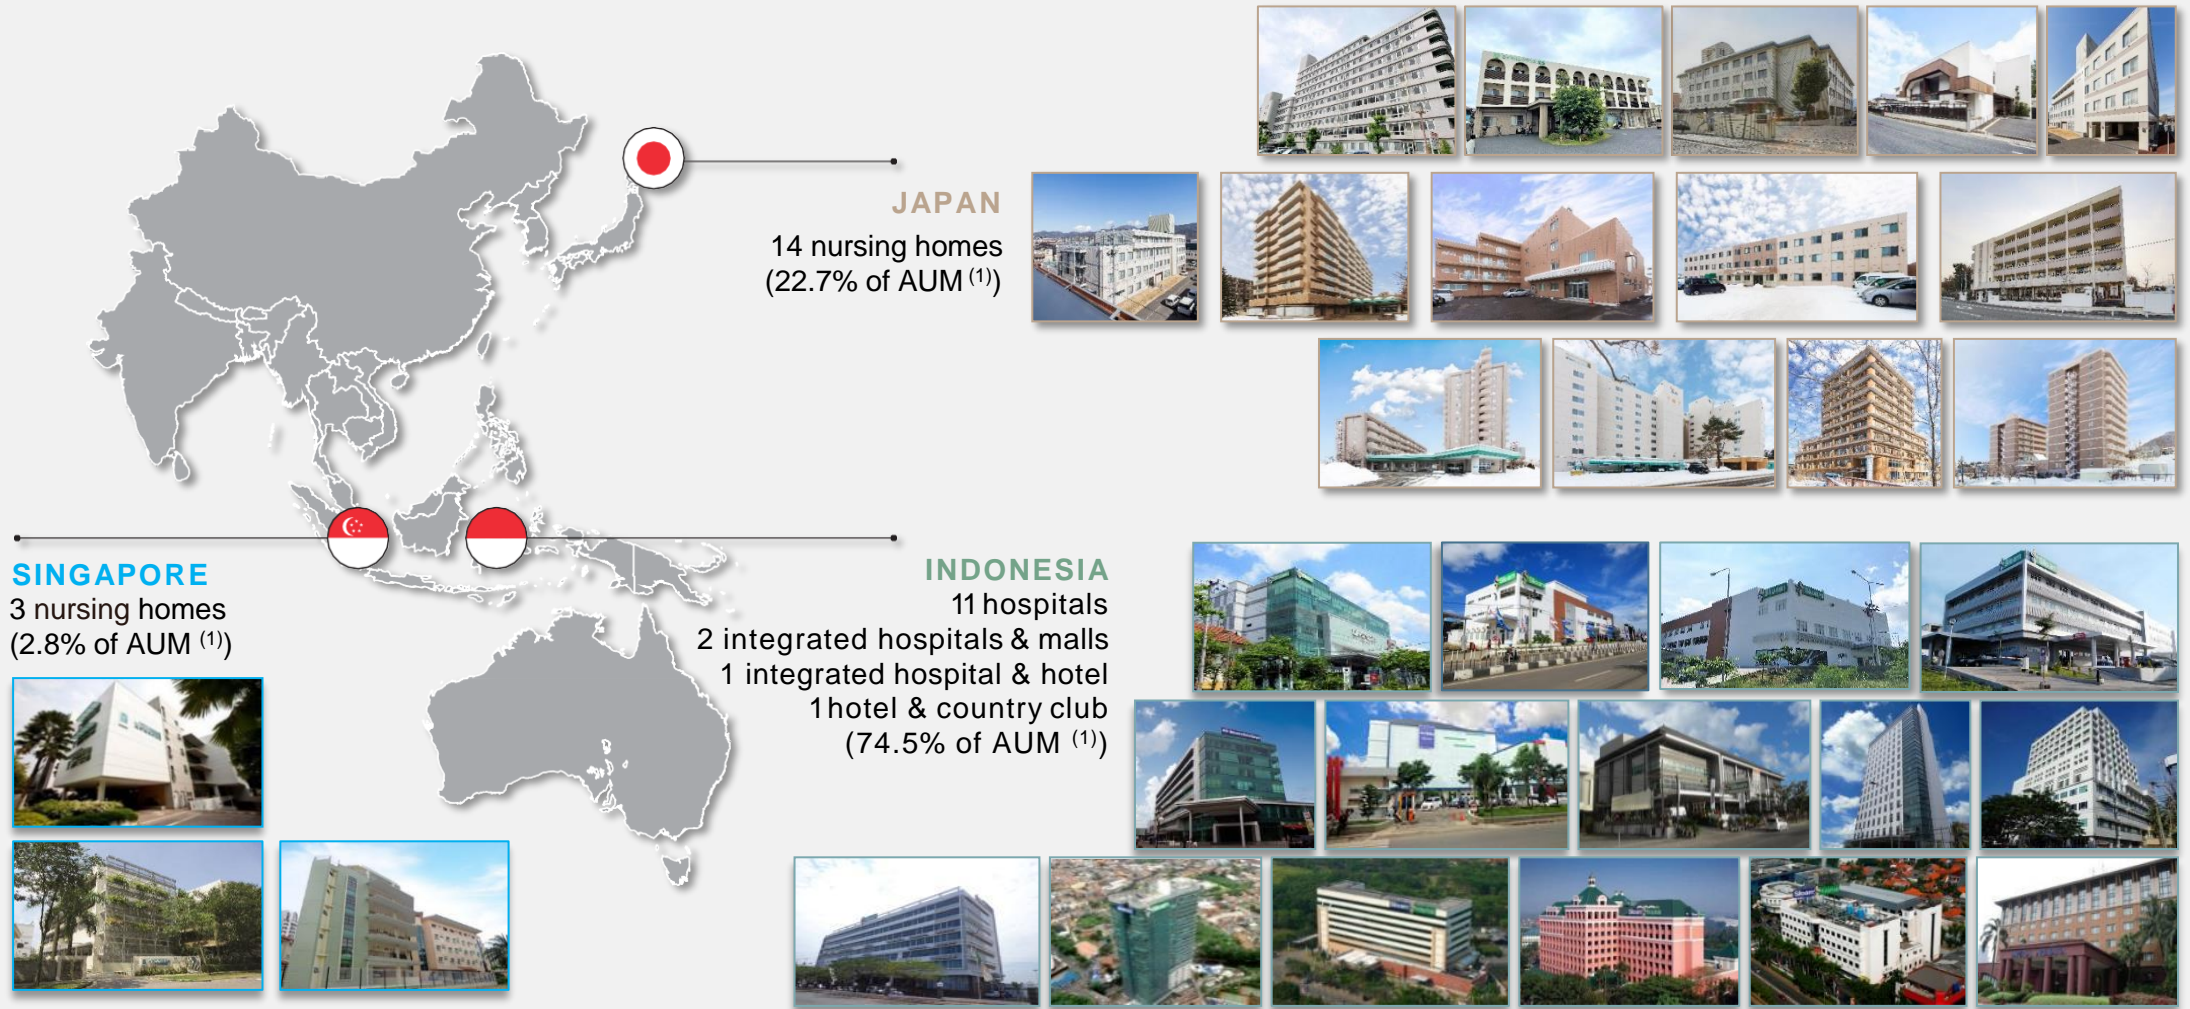 JAPAN
14 nursing homes
(22.7% of AUM (1))
SINGAPORE
3 nursing homes
(2.8% of AUM (1))
INDONESIA
11 hospitals
2 integrated hospitals & malls
1 integrated hospital & hotel
1 hotel & country club
(74.5% of AUM (1))